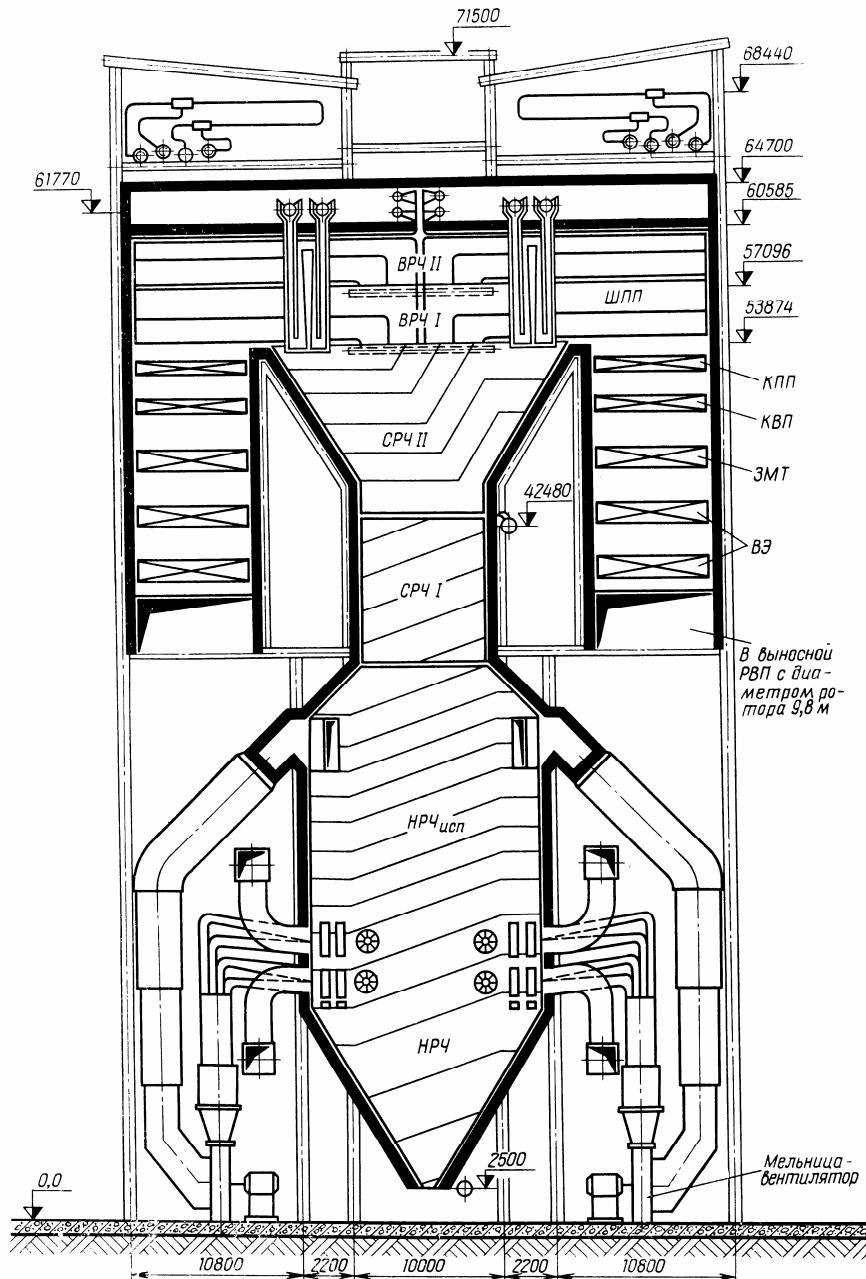 71500
68440
64700
61770
60585
ВРЧ II
57096
ШПП
53874
ВРЧ I
КПП
КВП
СРЧ II
ЗМТ
42480
ВЭ
СРЧ I
В выносной
РВП с диа-
метром ро-
тора 9,8 м
НРЧисп
НРЧ
2500
Мельница-
вентилятор
0,0
10800 2200 10000 2200 10800